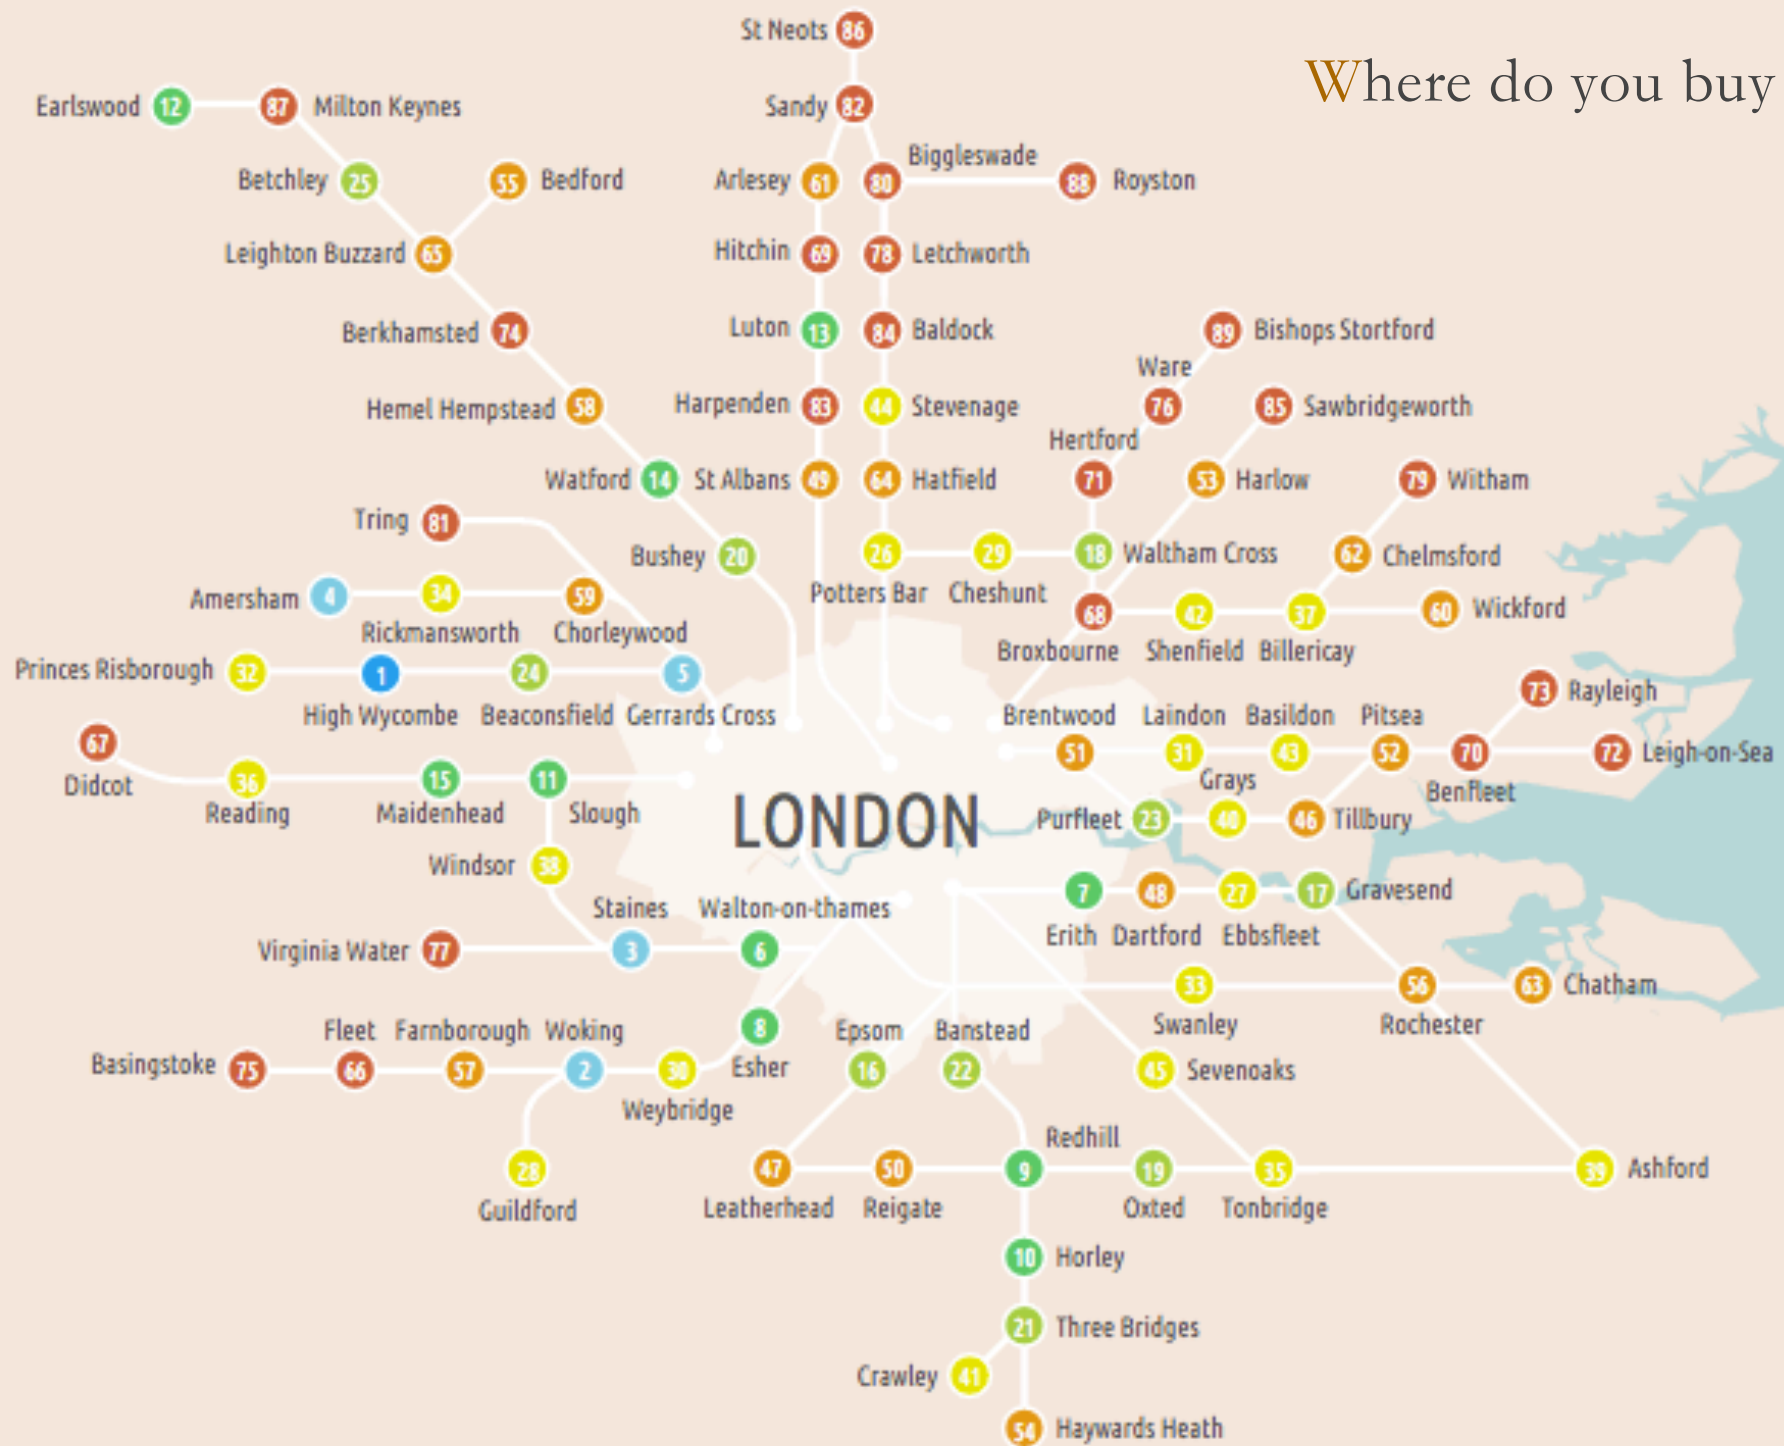 St Neots 86
Where do you buy
Earlswood 12 87 Milton Keynes
Sandy 82
Biggleswade
Betchley 25 55 Bedford
Arlesey 61 80 88 Royston
Leighton Buzzard 65
Hitchin 69 78 Letchworth
Berkhamsted 74
Luton 13 84 Baldock
89 Bishops Stortford
Ware
Hemel Hempstead 58
Harpenden 83 44 Stevenage
76 85 Sawbridgeworth
Hertford
Watford 14 St Albans 49 64 Hatfield
71 53 Harlow 79 Witham
Tring 81
Bushey 20
26 29 18 Waltham Cross 62 Chelmsford
Potters Bar Cheshunt
Amersham 4 34 59
68 42 37 60 Wickford
Rickmansworth Chorleywood
Broxbourne Shenfield Billericay
Princes Risborough 32 1 24 5
73 Rayleigh
High Wycombe Beaconsfield Gerrards Cross
Brentwood Laindon Basildon Pitsea
67
51 31 43 52 70 72 Leigh-on-Sea
Didcot 36 15 11
Grays
Benfleet
Reading Maidenhead Slough
LONDON
Purfleet 23 40 46 Tillbury
Windsor 38
7 48 27 17 Gravesend
Staines Walton-on-thames
Erith Dartford Ebbsfleet
Virginia Water 77 3 6
33 56 63 Chatham
Swanley Rochester
8
Fleet Farnborough Woking
Esher
Epsom Banstead
Basingstoke 75 66 57 2 30
16 22 45 Sevenoaks
Weybridge
Redhill
28 47 50 9 19 35 39 Ashford
Guildford Leatherhead Reigate Oxted Tonbridge
10 Horley
21 Three Bridges
Crawley 41
54 Haywards Heath